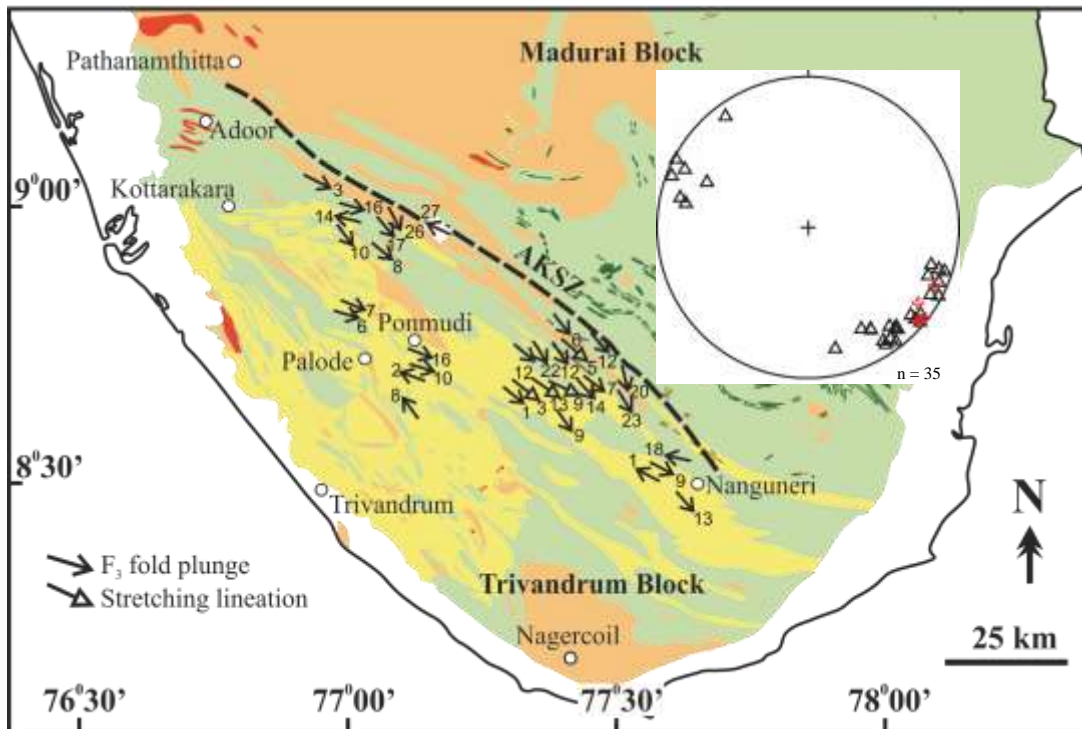 Madurai Block
Pathanamthitta
Adoor
9⁰00’
Kottarakara
n = 35
3
16
27
14
26
10
17
8
AKSZ
7
6
Ponmudi
6
12
16
Palode
2
10
8
12
22
12
5
20
1
3
13
9
14
7
23
9
8⁰30’
18
1
9
Nanguneri
13
Trivandrum
N
F₃ fold plunge
Stretching lineation
Trivandrum Block
Nagercoil
25 km
76⁰30’
77⁰00’
77⁰30’
78⁰00’